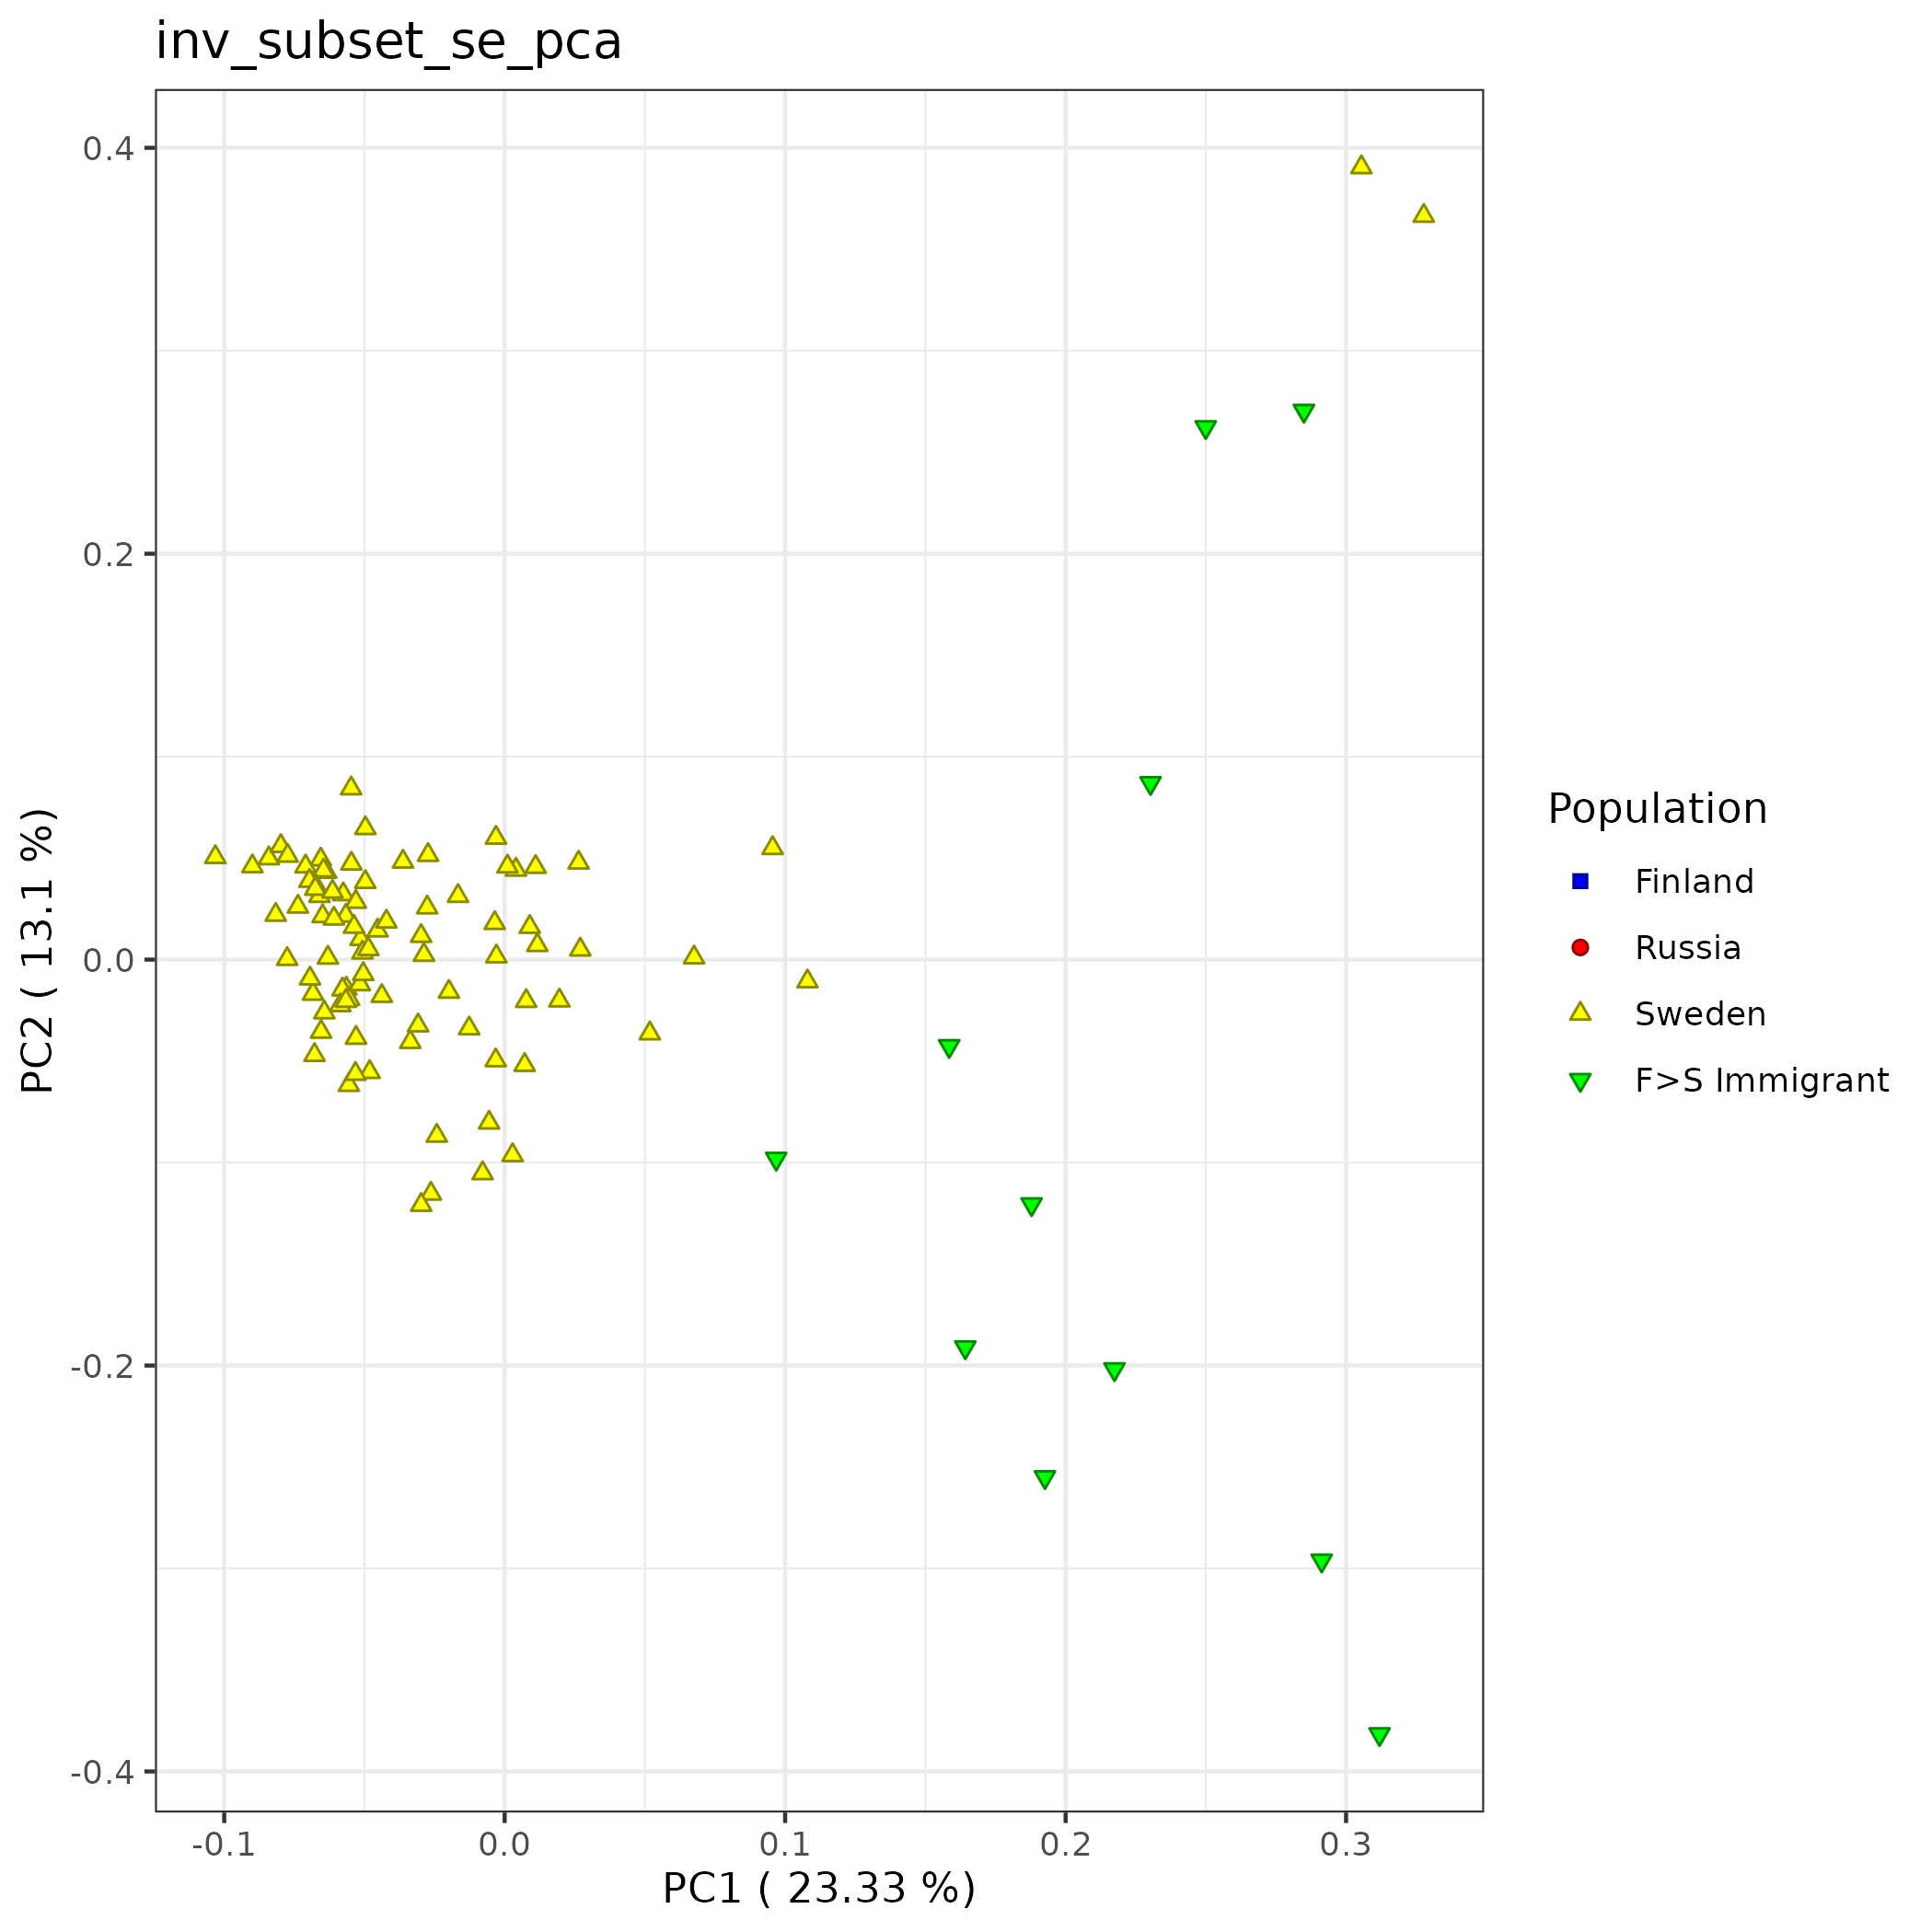 inv_subset_se_pca
0.4
0.2
0.0
-0.2
-0.4
PC2 ( 13.1 %)
-0.1 0.0 0.1 0.2 0.3
PC1 ( 23.33 %)
Population
Finland
Russia
Sweden
F>S Immigrant